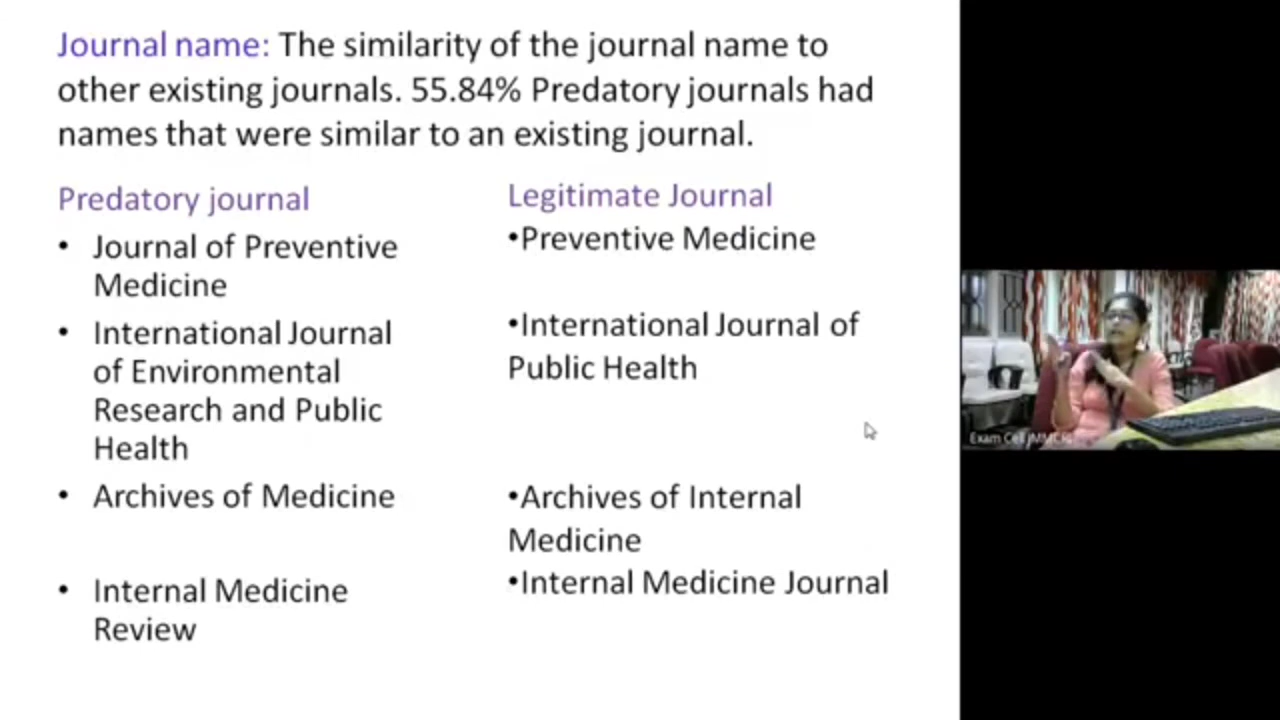 Journal name: The similarity of the journal name to
other existing journals. 55.84% Predatory journals had
names that were similar to an existing journal.
Predatory journal
• Journal of Preventive
Medicine
• International Journal
of Environmental
Research and Public
Health
• Archives of Medicine
• Internal Medicine
Review
Legitimate Journal
•Preventive Medicine
•International Journal of
Public Health
•Archives of Internal
Medicine
•Internal Medicine Journal
Exam Cell